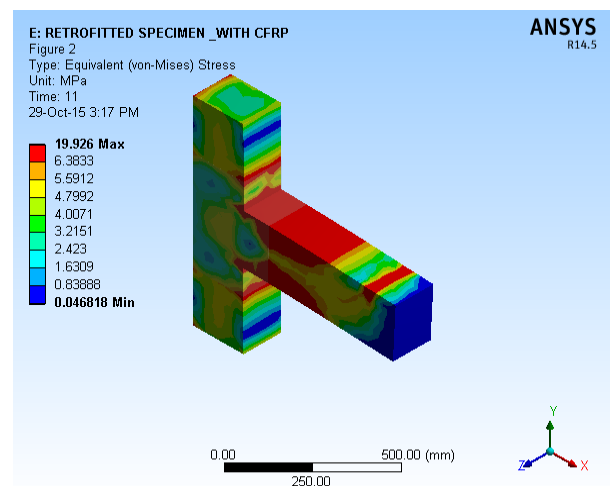 E: RETROFITTED SPECIMEN _WITH CFRP
Figure 2
Type: Equivalent (von-Mises) Stress
Unit: MPa
Time: 11
29-Oct-15 3:17 PM
ANSYS
R14.5
19.926 Max
6.3833
5.5912
4.7992
4.0071
3.2151
2.423
1.6309
0.83888
0.046818 Min
0.00
500.00 (mm)
250.00
Y
Z
X